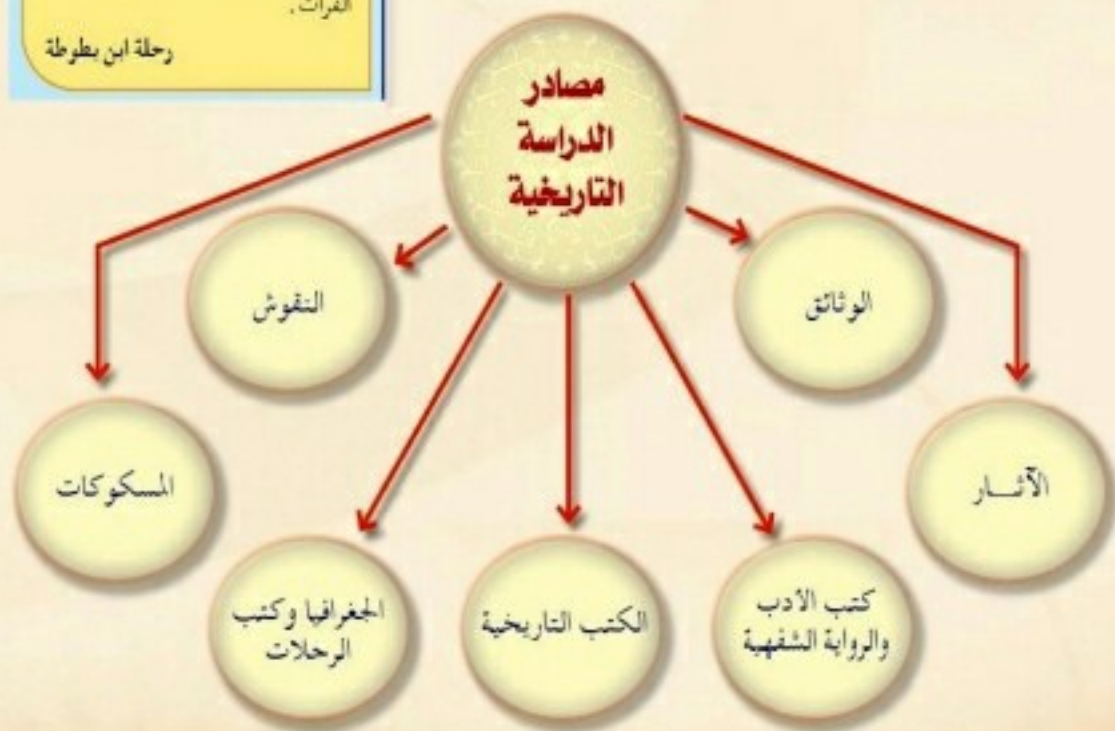 الفرات.
رحلة ابن بطوطة
مصادر
الدراسة
التاريخية
الوثائق
النقوش
الآثـــار
المسكوكات
كتب الأدب
والرواية الشفهية
الكتب التاريخية
الجغرافيا وكتب
الرحلات